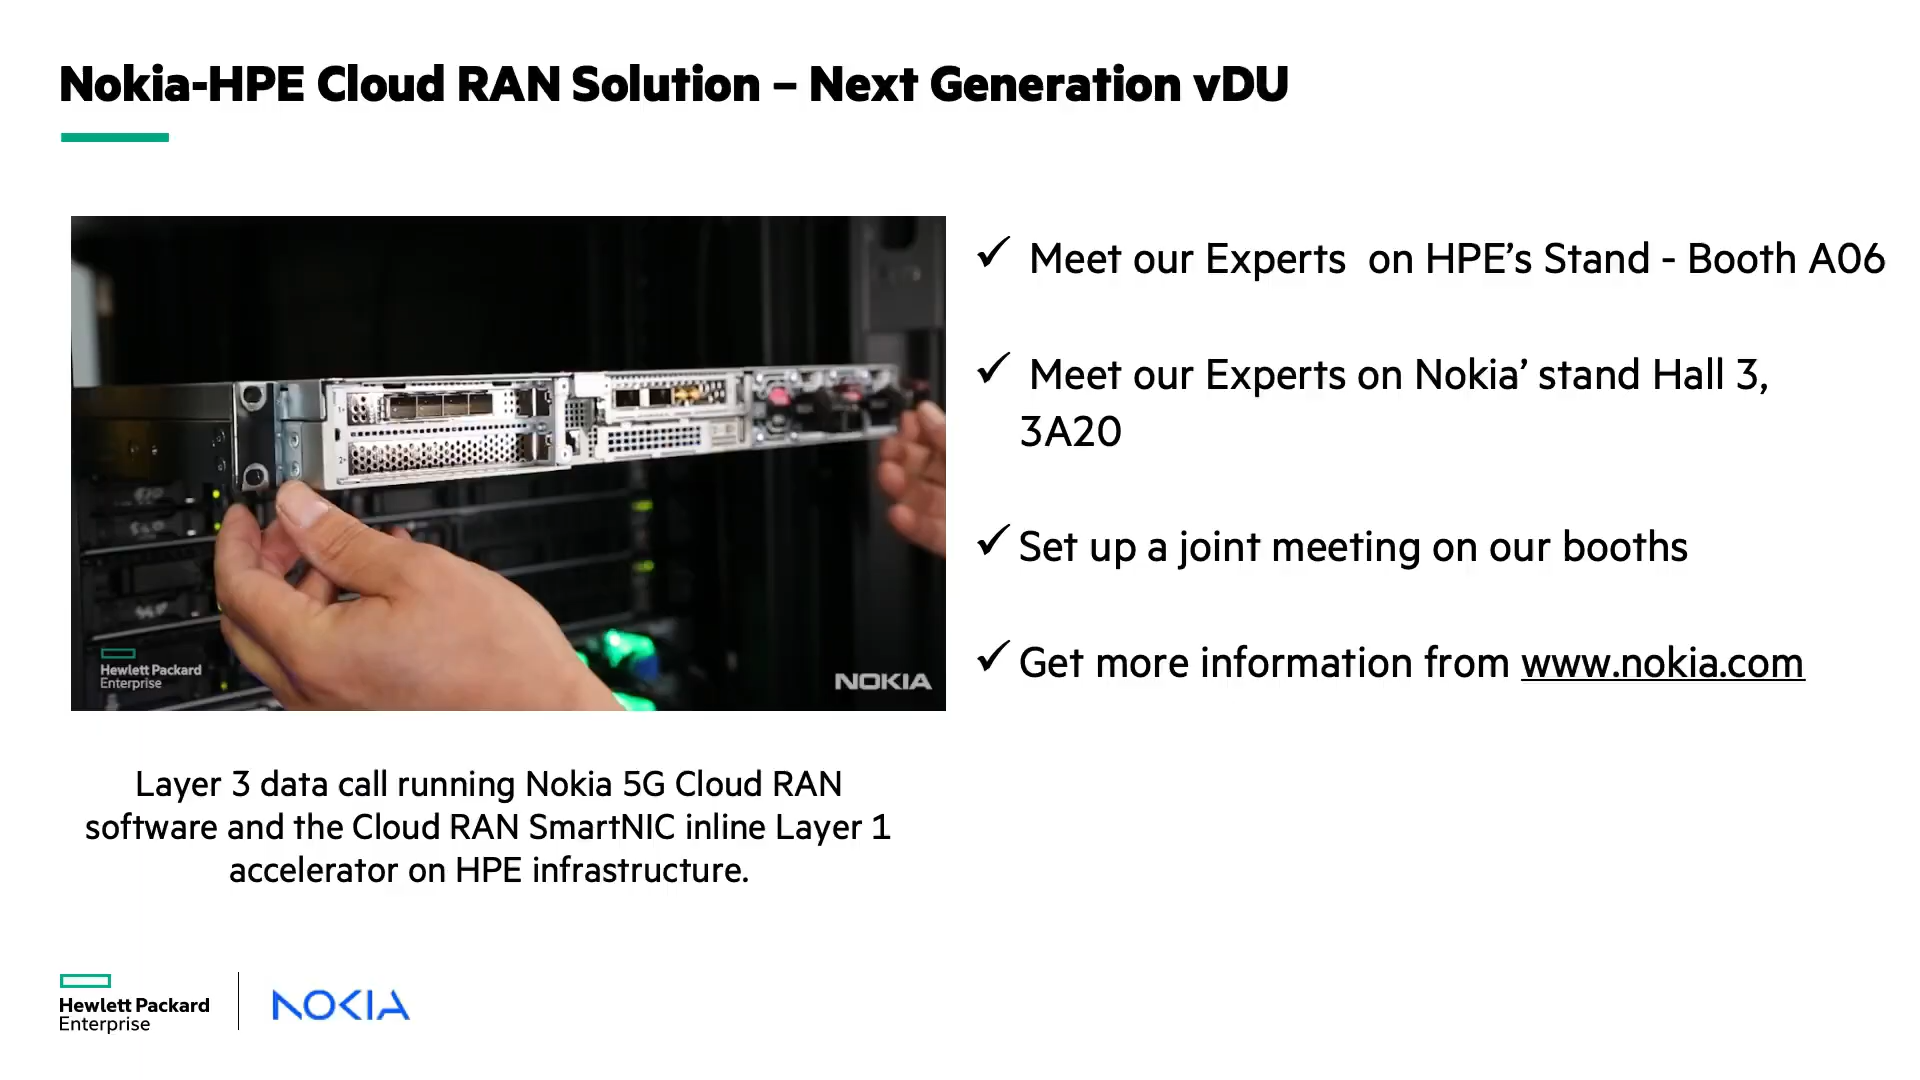 Nokia-HPE Cloud RAN Solution – Next Generation vDU
Meet our Experts  on HPE’s Stand - Booth A06
Meet our Experts on Nokia’ stand Hall 3,
3A20
Set up a joint meeting on our booths
Get more information from www.nokia.com
Hewlett Packard
Enterprise
NOKIA
Layer 3 data call running Nokia 5G Cloud RAN
software and the Cloud RAN SmartNIC inline Layer 1
accelerator on HPE infrastructure.
Hewlett Packard
Enterprise
NOKIA